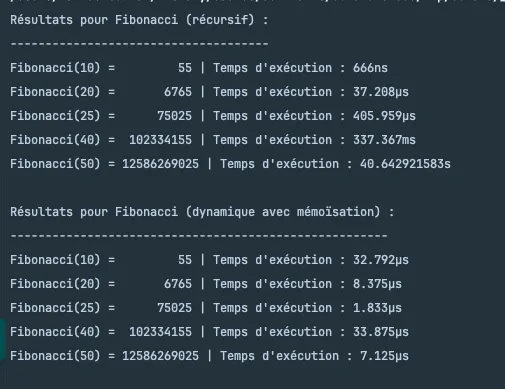 Résultats pour Fibonacci (récursif) :
-------------------------------------
Fibonacci(10) =         55 | Temps d'exécution : 666ns
Fibonacci(20) =       6765 | Temps d'exécution : 37.208µs
Fibonacci(25) =      75025 | Temps d'exécution : 405.959µs
Fibonacci(40) =  102334155 | Temps d'exécution : 337.367ms
Fibonacci(50) = 12586269025 | Temps d'exécution : 40.642921583s
Résultats pour Fibonacci (dynamique avec mémoïsation) :
------------------------------------------------------
Fibonacci(10) =         55 | Temps d'exécution : 32.792µs
Fibonacci(20) =       6765 | Temps d'exécution : 8.375µs
Fibonacci(25) =      75025 | Temps d'exécution : 1.833µs
Fibonacci(40) =  102334155 | Temps d'exécution : 33.875µs
Fibonacci(50) = 12586269025 | Temps d'exécution : 7.125µs